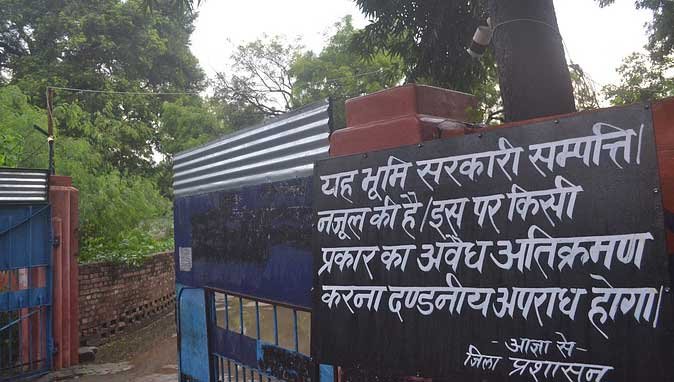 यह भूमि सरकारी सम्पत्ति/
नजूल की है। इस पर किसी
प्रकार का अवैध अतिक्रमण
करना दण्डनीय अपराध होगा।
आज्ञा से-
जिला प्रशासन